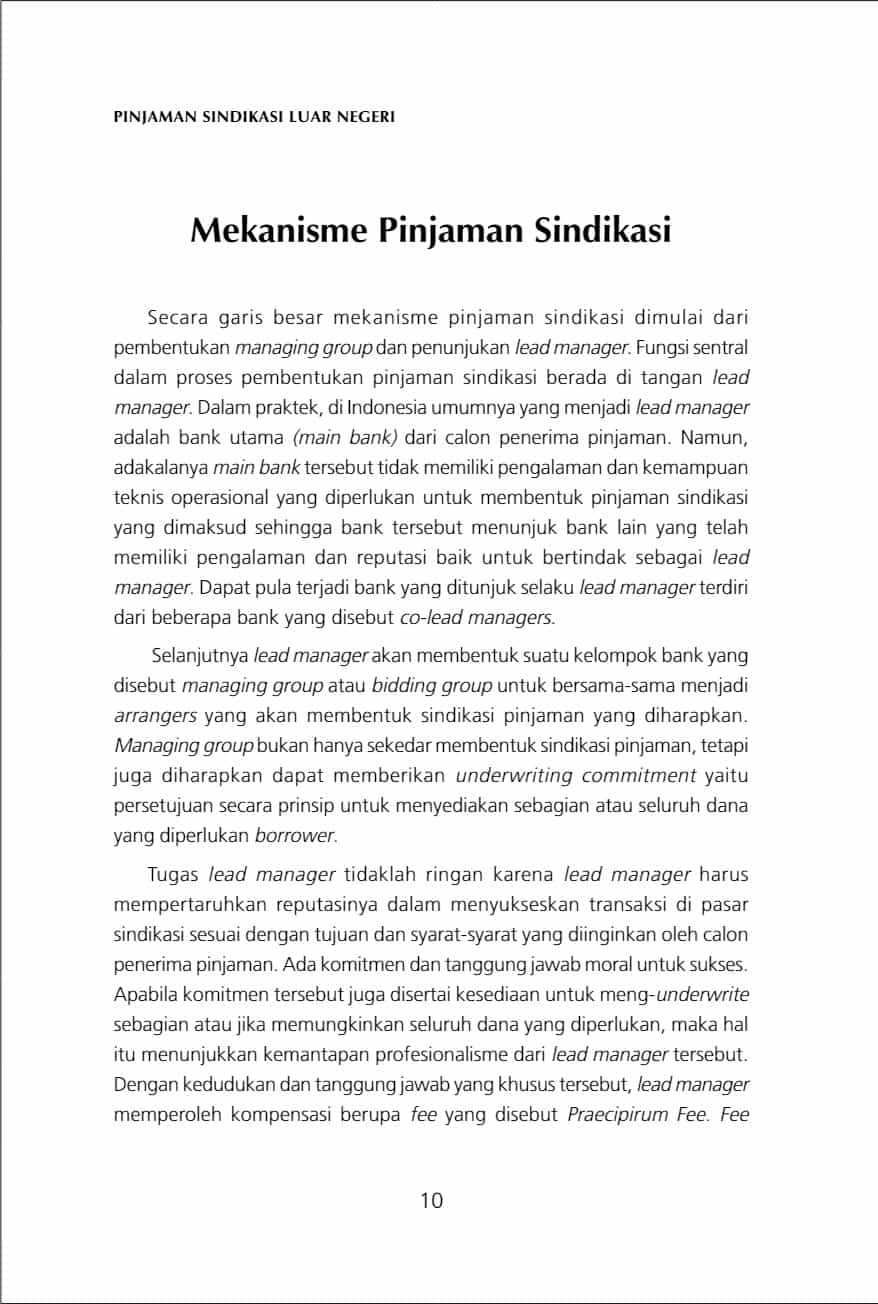 PINJAMAN SINDIKASI LUAR NEGERI
Mekanisme Pinjaman Sindikasi
Secara garis besar mekanisme pinjaman sindikasi dimulai dari
pembentukan managing group dan penunjukan lead manager. Fungsi sentral
dalam proses pembentukan pinjaman sindikasi berada di tangan lead
manager. Dalam praktek, di Indonesia umumnya yang menjadi lead manager
adalah bank utama (main bank) dari calon penerima pinjaman. Namun,
adakalanya main bank tersebut tidak memiliki pengalaman dan kemampuan
teknis operasional yang diperlukan untuk membentuk pinjaman sindikasi
yang dimaksud sehingga bank tersebut menunjuk bank lain yang telah
memiliki pengalaman dan reputasi baik untuk bertindak sebagai lead
manager. Dapat pula terjadi bank yang ditunjuk selaku lead manager terdiri
dari beberapa bank yang disebut co-lead managers.
Selanjutnya lead manager akan membentuk suatu kelompok bank yang
disebut managing group atau bidding group untuk bersama-sama menjadi
arrangers yang akan membentuk sindikasi pinjaman yang diharapkan.
Managing group bukan hanya sekedar membentuk sindikasi pinjaman, tetapi
juga diharapkan dapat memberikan underwriting commitment yaitu
persetujuan secara prinsip untuk menyediakan sebagian atau seluruh dana
yang diperlukan borrower.
Tugas lead manager tidaklah ringan karena lead manager harus
mempertaruhkan reputasinya dalam menyukseskan transaksi di pasar
sindikasi sesuai dengan tujuan dan syarat-syarat yang diinginkan oleh calon
penerima pinjaman. Ada komitmen dan tanggung jawab moral untuk sukses.
Apabila komitmen tersebut juga disertai kesediaan untuk meng-underwrite
sebagian atau jika memungkinkan seluruh dana yang diperlukan, maka hal
itu menunjukkan kemantapan profesionalisme dari lead manager tersebut.
Dengan kedudukan dan tanggung jawab yang khusus tersebut, lead manager
memperoleh kompensasi berupa fee yang disebut Praecipirum Fee. Fee
10